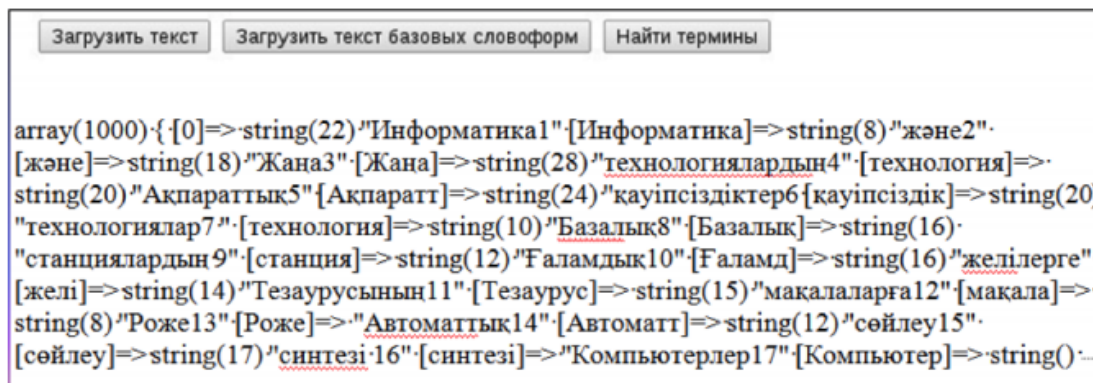 Загрузить текст Загрузить текст базовых словоформ Найти термины
array(1000)·{·[0]=>·string(22)·"Информатика1"·[Информатика]=>string(8)·"және2"·
[және]=>string(18)·"Жаңа3"·[Жаңа]=>string(28)·"технологиялардың4"·[технология]=>·
string(20)·"Ақпараттық5"·[Ақпаратт]=>string(24)·"қауіпсіздіктер6·[қауіпсіздік]=>string(20)
"технологиялар7·"·[технология]=>string(10)·"Базалық8"·[Базалық]=>string(16)·
"станциялардың9"·[станция]=>string(12)·"Ғаламдық10"·[Ғаламд]=>string(16)·"желілерге"
[желі]=>string(14)·"Тезаурусының11"·[Тезаурус]=>string(15)·"мақалаларға12"·[мақала]=>
string(8)·"Роже13"·[Роже]=>·"Автоматтық14"·[Автоматт]=>string(12)·"сөйлеу15"·
[сөйлеу]=>string(17)·"синтезі·16"·[синтезі]=>·"Компьютерлер17"·[Компьютер]=>·string()·...